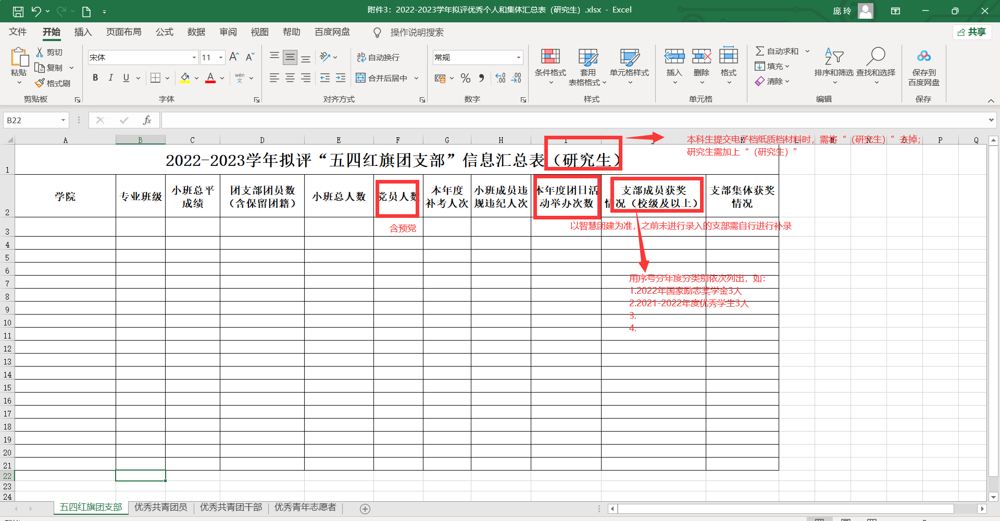 附件3：2022-2023学年拟评优秀个人和集体汇总表（研究生）.xlsx - Excel
庞 玲
文件 开始 插入 页面布局 公式 数据 审阅 视图 帮助 百度网盘 操作说明搜索 共享
粘贴 剪切 复制 格式刷 剪贴板
宋体 11 A A B I U A wén 文 字体
ab 自动换行 合并后居中 对齐方式
常规 % 数字
条件格式 套用 表格格式 单元格样式 样式
插入 删除 格式 单元格
自动求和 填充 清除 排序和筛选 查找和选择 编辑
保存到 百度网盘 保存
B22 fx
A B C D E F G H I J K L M N O P Q
本科生提交电子档纸质档材料时，需将“（研究生）”去掉；
研究生需加上“（研究生）”
1 2022-2023学年拟评“五四红旗团支部”信息汇总表（研究生）
2 学院 专业班级 小班总平成绩 团支部团员数（含保留团籍） 小班总人数 党员人数 本年度补考人次 小班成员违规违纪人次 本年度团日活动举办次数 支部成员获奖情况（校级及以上） 支部集体获奖情况
3 含预党 以智慧团建为准，之前未进行录入的支部需自行进行补录
4
5
6
用序号分年度分类别依次列出，如：
7
1.2022年国家励志奖学金3人
8
2.2021-2022年度优秀学生3人
9
3.
10
4.
11
12
13
14
15
16
17
18
19
20
21
22
23
24
五四红旗团支部 优秀共青团员 优秀共青团干部 优秀青年志愿者